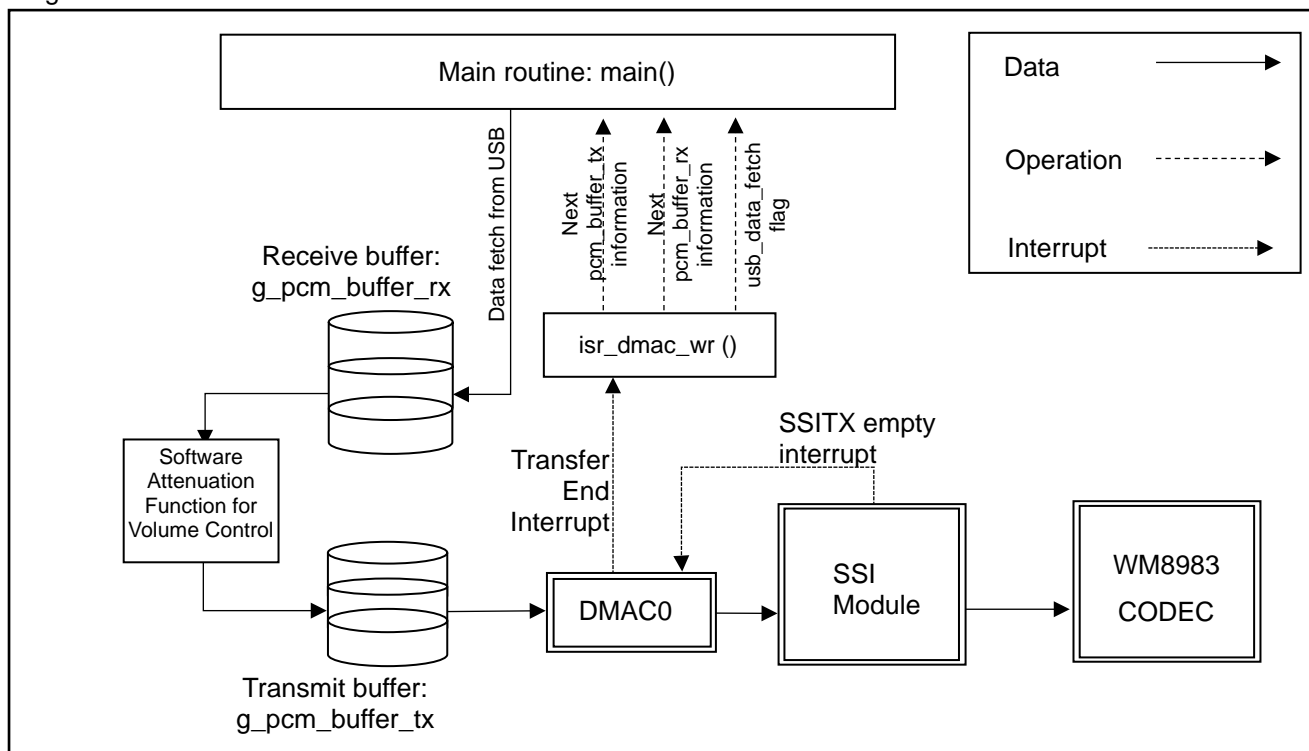 Main routine: main()
Data
Operation
Interrupt
Data fetch from USB
Next
pcm_buffer_tx
information
Next
pcm_buffer_rx
information
usb_data_fetch
flag
Receive buffer:
g_pcm_buffer_rx
isr_dmac_wr ()
Software
Attenuation
Function for
Volume Control
Transfer
End
Interrupt
SSITX empty
interrupt
DMAC0
SSI
Module
WM8983
CODEC
Transmit buffer:
g_pcm_buffer_tx